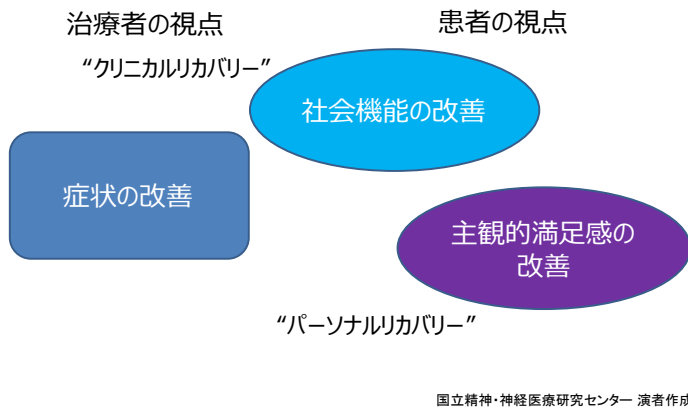 治療者の視点
患者の視点
“クリニカルリカバリー”
社会機能の改善
症状の改善
主観的満足感の
改善
“パーソナルリカバリー”
国立精神・神経医療研究センター 演者作成